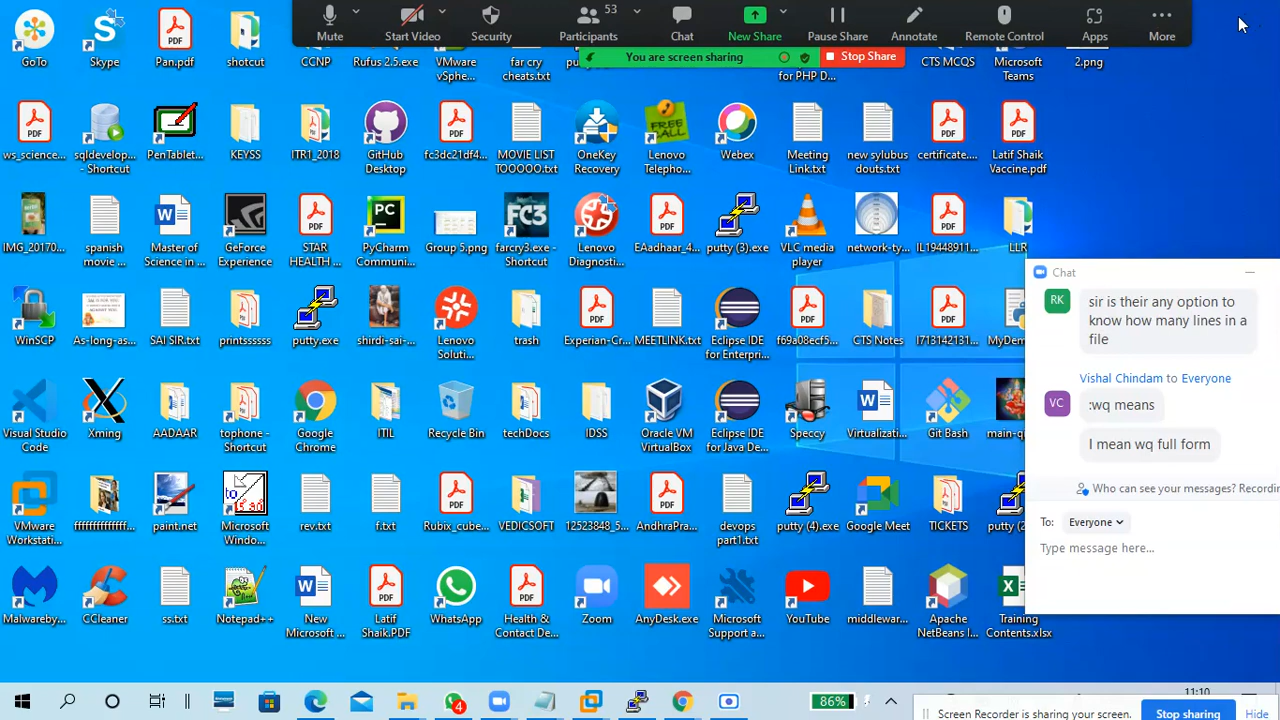 Mute
Start Video
Security
53
Participants
Chat
New Share
Pause Share
Annotate
Remote Control
Apps
More
You are screen sharing
Stop Share
GoTo
Skype
Pan.pdf
shotcut
CCNP
Rufus 2.5.exe
VMware
vSphe...
far cry
cheats.txt
for PHP D...
CTS MCQS
Microsoft
Teams
2.png
ws_science...
sqldevelop...
- Shortcut
PenTablet...
KEYSS
ITR1_2018
GitHub
Desktop
fc3dc21df4...
MOVIE LIST
TOOOOO.txt
OneKey
Recovery
Lenovo
Telepho...
Webex
Meeting
Link.txt
new sylubus
douts.txt
certificate....
Latif Shaik
Vaccine.pdf
IMG_20170...
spanish
movie ...
Master of
Science in ...
GeForce
Experience
STAR
HEALTH ...
PyCharm
Communi...
Group 5.png
farcry3.exe -
Shortcut
Lenovo
Diagnosti...
EAadhaar_4...
putty (3).exe
VLC media
player
network-ty...
IL19448911...
LLR
WinSCP
As-long-as...
SAI SIR.txt
printssssss
putty.exe
shirdi-sai-...
Lenovo
Soluti...
trash
Experian-Cr...
MEETLINK.txt
Eclipse IDE
for Enterpri...
f69a08ecf5...
CTS Notes
I713142131...
MyDem
Visual Studio
Code
Xming
AADAAR
tophone -
Shortcut
Google
Chrome
ITIL
Recycle Bin
techDocs
IDSS
Oracle VM
VirtualBox
Eclipse IDE
for Java De...
Speccy
Virtualizati...
Git Bash
main-q
VMware
Workstati...
ffffffffffffff...
paint.net
Microsoft
Windo...
rev.txt
f.txt
Rubix_cube...
VEDICSOFT
12523848_5...
AndhraPra...
devops
part1.txt
putty (4).exe
Google Meet
TICKETS
putty (2
Malwareby...
CCleaner
ss.txt
Notepad++
New
Microsoft ...
Latif
Shaik.PDF
WhatsApp
Health &
Contact De...
Zoom
AnyDesk.exe
Microsoft
Support a...
YouTube
middlewar...
Apache
NetBeans I...
Training
Contents.xlsx
Chat
RK
sir is their any option to
know how many lines in a
file
Vishal Chindam to Everyone
VC
:wq means
I mean wq full form
Who can see your messages? Recordin
To: Everyone
Type message here...
4
86%
11:10
Screen Recorder is sharing your screen.
Stop sharing
Hide